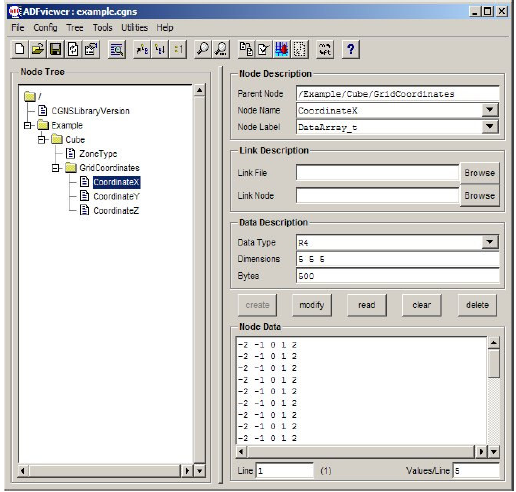 ADFviewer : example.cgns
File Config Tree Tools Utilities Help
Node Tree
/
CGNSLibraryVersion
Example
Cube
ZoneType
GridCoordinates
CoordinateX
CoordinateY
CoordinateZ
Node Description
Parent Node /Example/Cube/GridCoordinates
Node Name CoordinateX
Node Label DataArray_t
Link Description
Link File Browse
Link Node Browse
Data Description
Data Type R4
Dimensions 5 5 5
Bytes 500
create modify read clear delete
Node Data
-2 -1 0 1 2
-2 -1 0 1 2
-2 -1 0 1 2
-2 -1 0 1 2
-2 -1 0 1 2
-2 -1 0 1 2
-2 -1 0 1 2
-2 -1 0 1 2
-2 -1 0 1 2
Line 1 (1) Values/Line 5